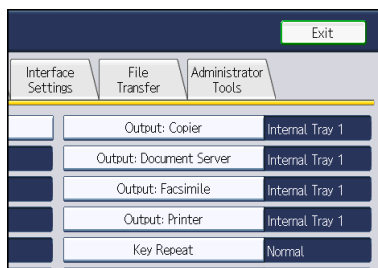 Exit
Interface Settings
File Transfer
Administrator Tools
Output: Copier Internal Tray 1
Output: Document Server Internal Tray 1
Output: Facsimile Internal Tray 1
Output: Printer Internal Tray 1
Key Repeat Normal